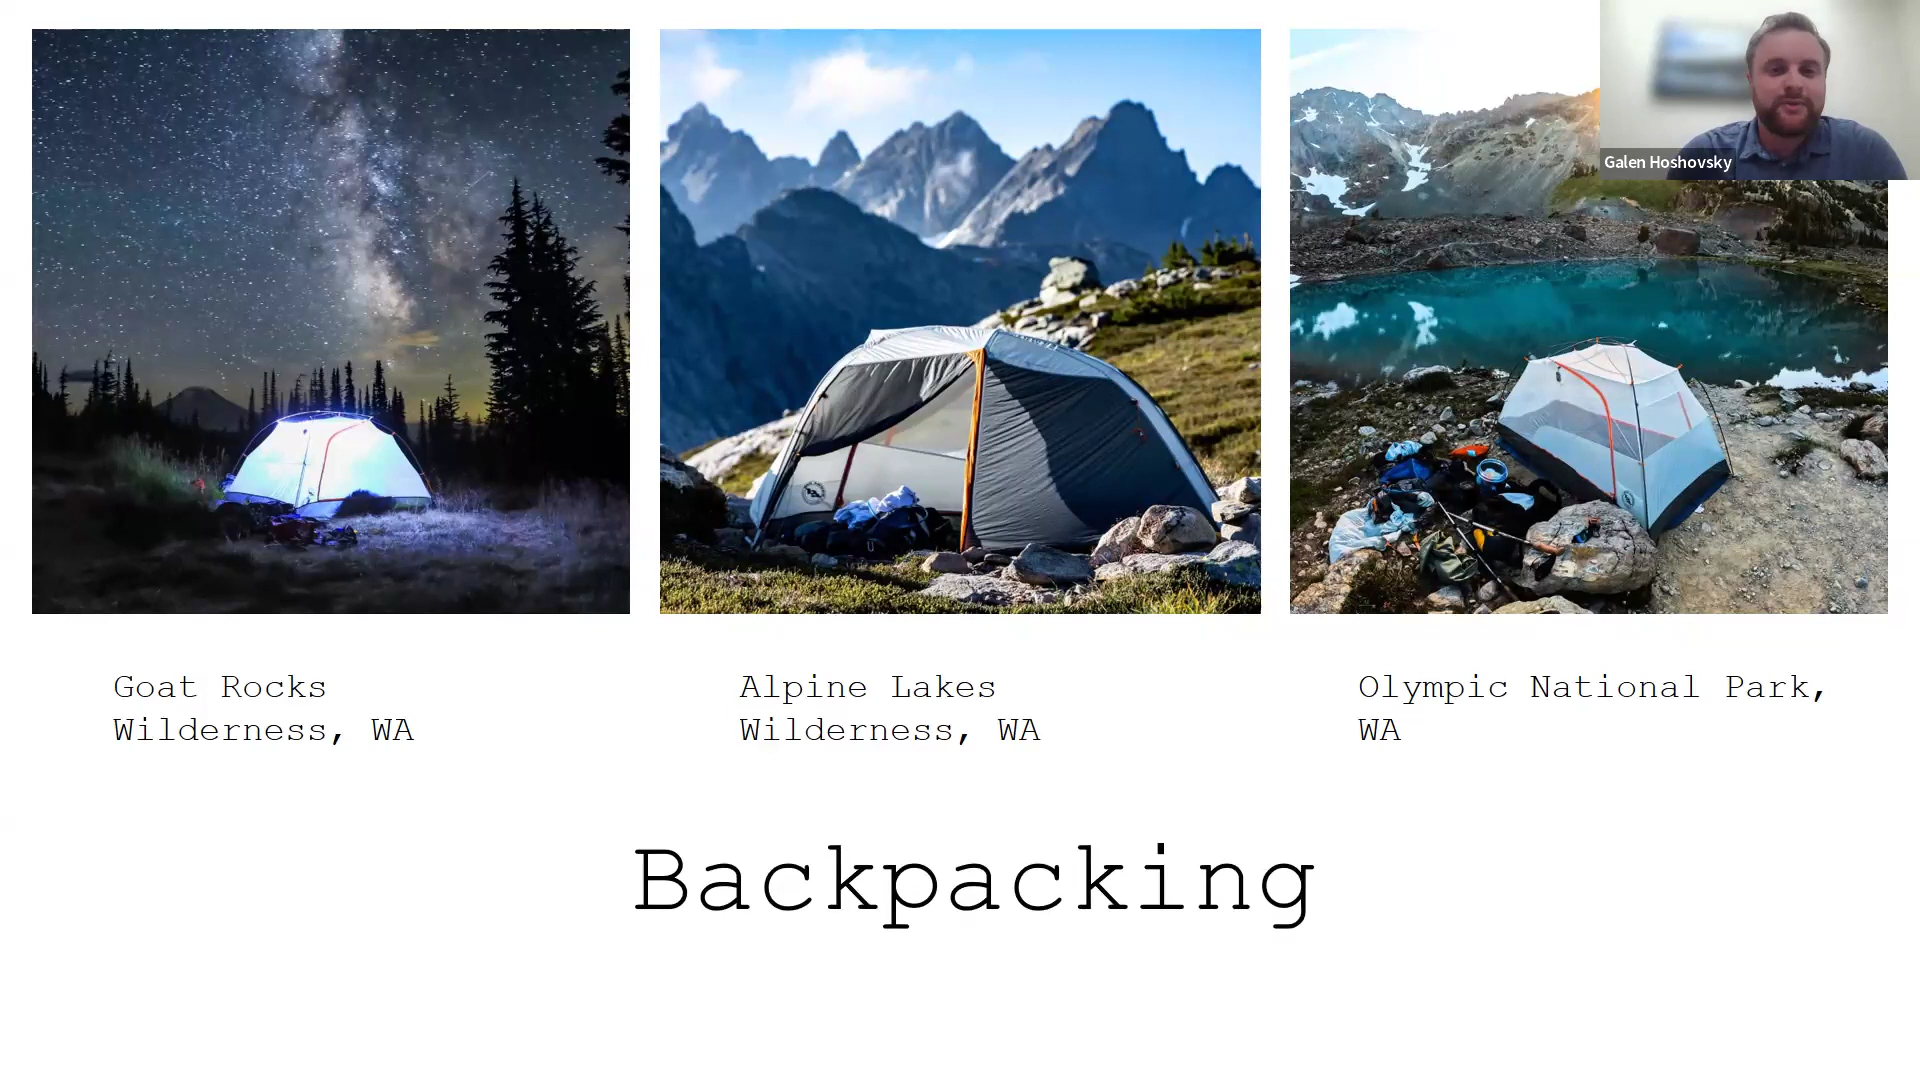 Galen Hoshovsky
Goat Rocks
Wilderness, WA
Alpine Lakes
Wilderness, WA
Olympic National Park,
WA
Backpacking